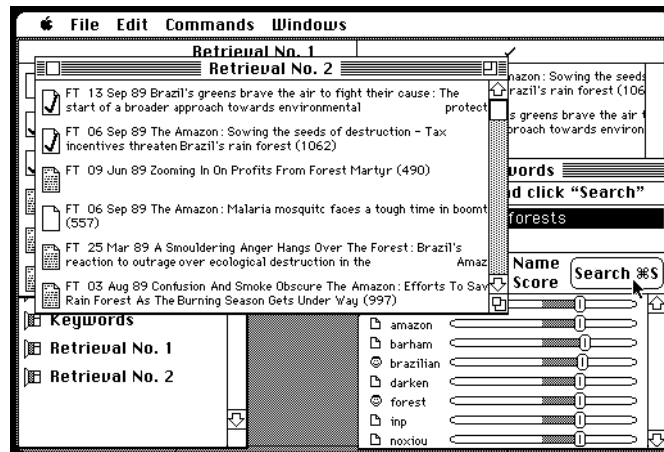 File Edit Commands Windows
Retrieval No. 1
Retrieval No. 2
FT 13 Sep 89 Brazil's greens brave the air to fight their cause: The
start of a broader approach towards environmental protect
FT 06 Sep 89 The Amazon: Sowing the seeds of destruction - Tax
incentives threaten Brazil's rain forest (1062)
FT 09 Jun 89 Zooming In On Profits From Forest Martyr (490)
FT 06 Sep 89 The Amazon: Malaria mosquitc faces a tough time in boomt
(557)
FT 25 Mar 89 A Smouldering Anger Hangs Over The Forest: Brazil's
reaction to outrage over ecological destruction in the Amaz
FT 03 Aug 89 Confusion And Smoke Obscure The Amazon: Efforts To Sav
Rain Forest As The Burning Season Gets Under Way (997)
mazon: Sowing the seeds
razil's rain forest (106
s greens brave the air t
proach towards environ
words
d click “Search”
forests
Name
Score
Search ⌘S
Keywords
Retrieval No. 1
Retrieval No. 2
amazon
barham
brazilian
darken
forest
inp
noxiou